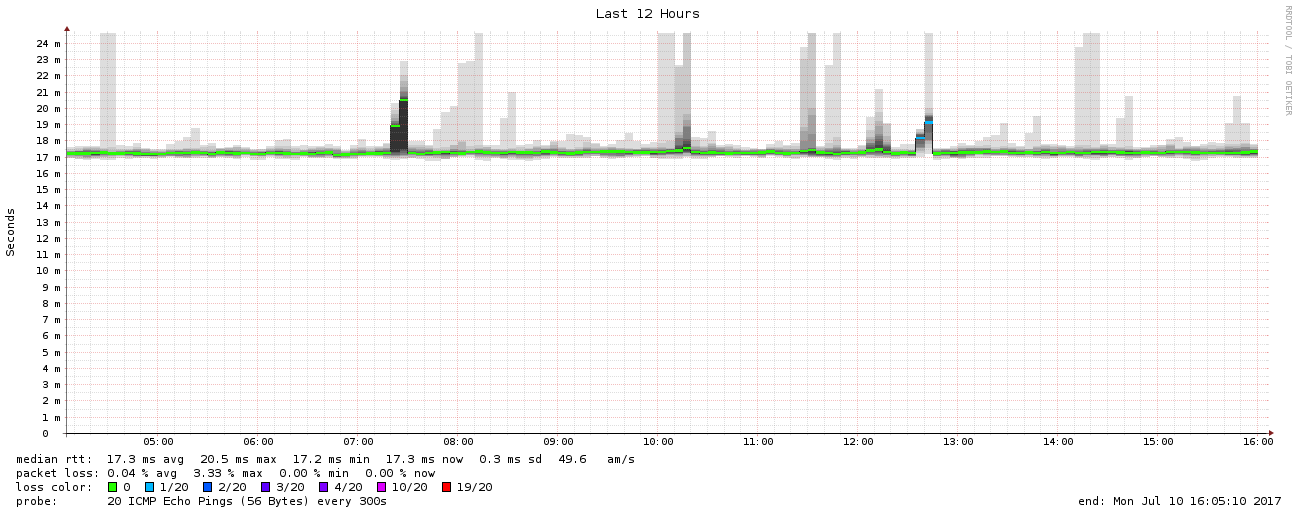 Last 12 Hours
RRDTOOL / TOBI OETIKER
Seconds
24 m
23 m
22 m
21 m
20 m
19 m
18 m
17 m
16 m
15 m
14 m
13 m
12 m
11 m
10 m
9 m
8 m
7 m
6 m
5 m
4 m
3 m
2 m
1 m
0
05:00 06:00 07:00 08:00 09:00 10:00 11:00 12:00 13:00 14:00 15:00 16:00
median rtt: 17.3 ms avg 20.5 ms max 17.2 ms min 17.3 ms now 0.3 ms sd 49.6 am/s
packet loss: 0.04 % avg 3.33 % max 0.00 % min 0.00 % now
loss color: 0 1/20 2/20 3/20 4/20 10/20 19/20
probe: 20 ICMP Echo Pings (56 Bytes) every 300s end: Mon Jul 10 16:05:10 2017